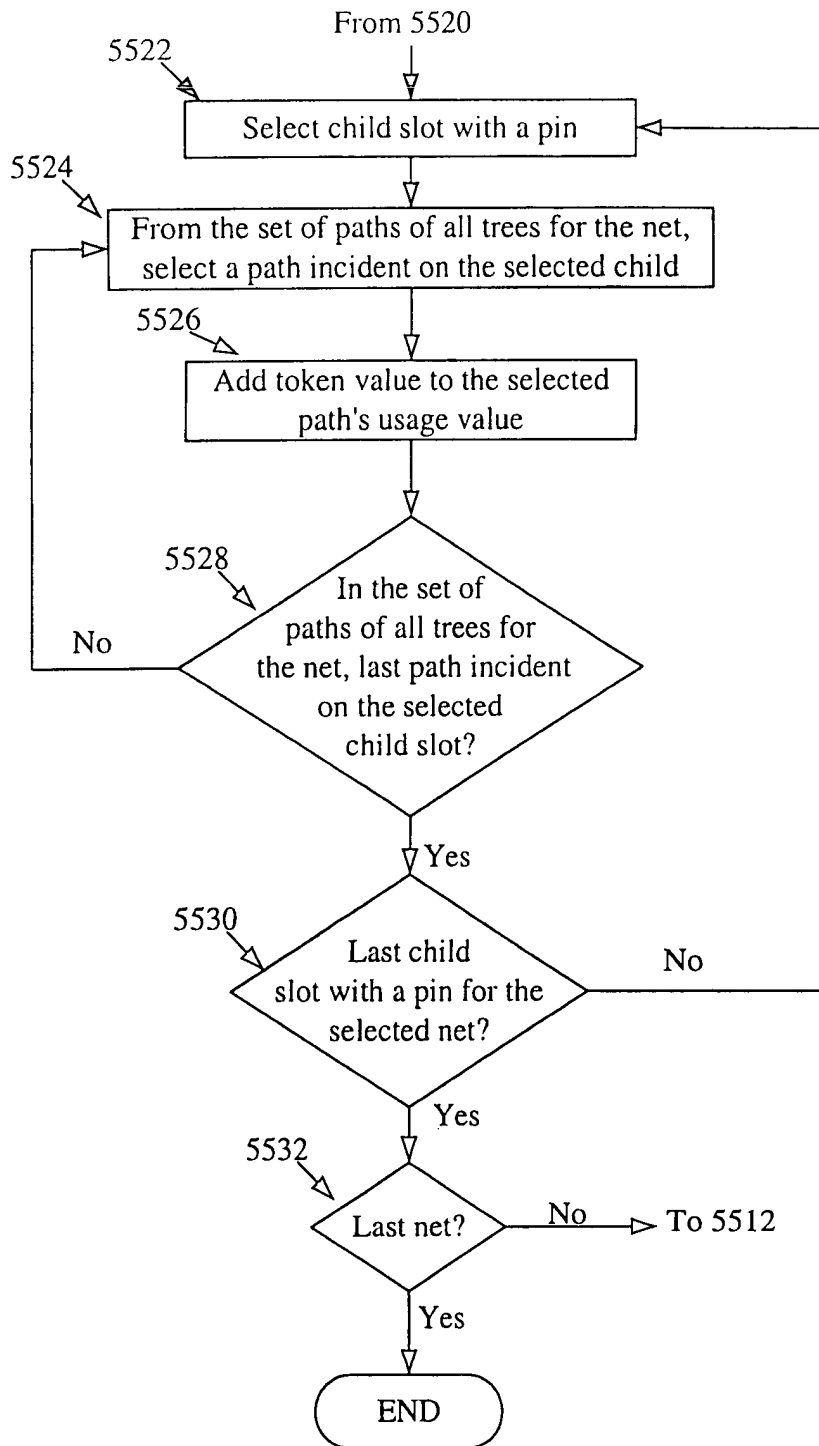 From 5520
5522
Select child slot with a pin
5524
From the set of paths of all trees for the net,
select a path incident on the selected child
5526
Add token value to the selected
path's usage value
5528
In the set of
paths of all trees for
the net, last path incident
on the selected
child slot?
No
Yes
5530
Last child
slot with a pin for the
selected net?
No
Yes
5532
Last net?
No
To 5512
Yes
END